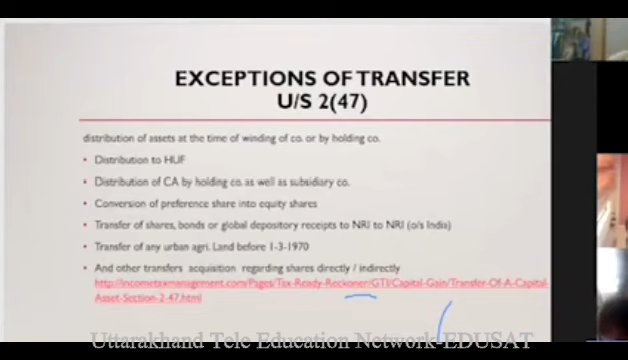 EXCEPTIONS OF TRANSFER
U/S 2(47)
distribution of assets at the time of winding of co. or by holding co.
• Distribution to HUF
• Distribution of CA by holding co. as well as subsidiary co.
• Conversion of preference share into equity shares
• Transfer of shares, bonds or global depository receipts to NRI to NRI (o/s India)
• Transfer of any urban agri. Land before 1-3-1970
• And other transfers acquisition regarding shares directly / indirectly
http://incometaxmanagement.com/Pages/Tax-Ready-Reckoner/GTI/Capital-Gain/Transfer-Of-A-Capital-
Asset-Section-2-47.html
Uttarakhand Tele Education Network-EDUSAT